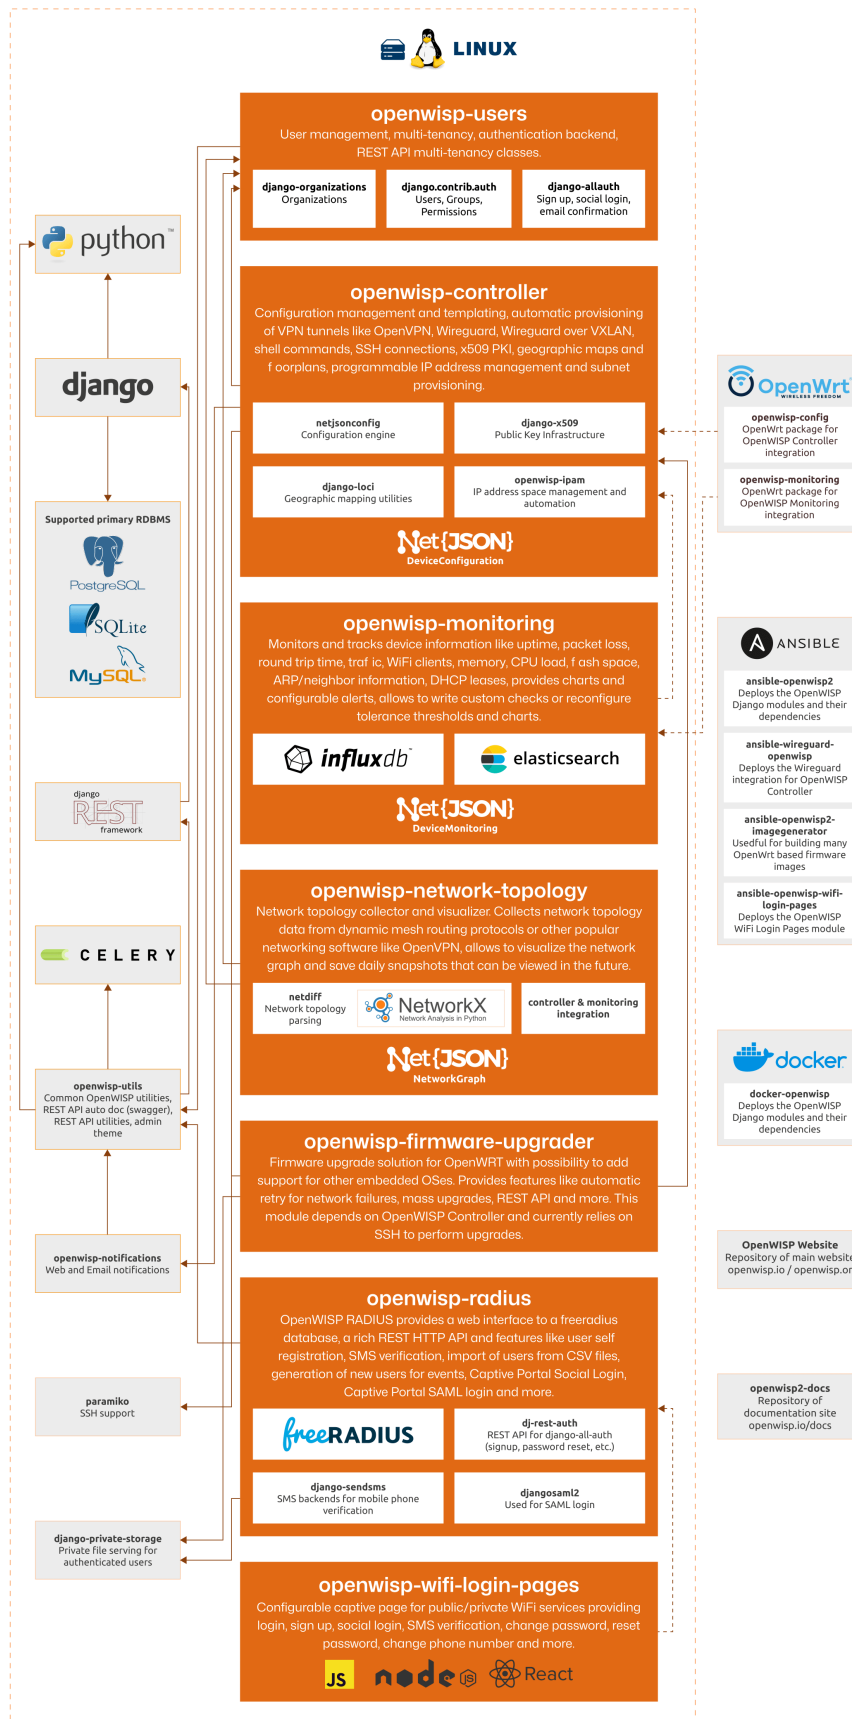 LINUX
openwisp-users
User management, multi-tenancy, authentication backend,
REST API multi-tenancy classes.
django-organizations
Organizations
django.contrib.auth
Users, Groups,
Permissions
django-allauth
Sign up, social login,
email confirmation
python™
openwisp-controller
Configuration management and templating, automatic provisioning
of VPN tunnels like OpenVPN, Wireguard, Wireguard over VXLAN,
shell commands, SSH connections, x509 PKI, geographic maps and
f oorplans, programmable IP address management and subnet
provisioning.
netjsonconfig
Configuration engine
django-x509
Public Key Infrastructure
django-loci
Geographic mapping utilities
openwisp-ipam
IP address space management and
automation
Net{JSON}
DeviceConfiguration
django
Supported primary RDBMS
PostgreSQL
SQLite
MySQL
OpenWrt
WIRELESS FREEDOM
openwisp-config
OpenWrt package for
OpenWISP Controller
integration
openwisp-monitoring
OpenWrt package for
OpenWISP Monitoring
integration
openwisp-monitoring
Monitors and tracks device information like uptime, packet loss,
round trip time, traf ic, WiFi clients, memory, CPU load, f ash space,
ARP/neighbor information, DHCP leases, provides charts and
configurable alerts, allows to write custom checks or reconfigure
tolerance thresholds and charts.
influxdb
elasticsearch
Net{JSON}
DeviceMonitoring
django
REST
framework
ANSIBLE
ansible-openwisp2
Deploys the OpenWISP
Django modules and their
dependencies
ansible-wireguard-
openwisp
Deploys the Wireguard
integration for OpenWISP
Controller
ansible-openwisp2-
imagegenerator
Usedful for building many
OpenWrt based firmware
images
ansible-openwisp-wifi-
login-pages
Deploys the OpenWISP
WiFi Login Pages module
openwisp-network-topology
Network topology collector and visualizer. Collects network topology
data from dynamic mesh routing protocols or other popular
networking software like OpenVPN, allows to visualize the network
graph and save daily snapshots that can be viewed in the future.
netdiff
Network topology
parsing
NetworkX
Network Analysis in Python
controller & monitoring
integration
Net{JSON}
NetworkGraph
CELERY
openwisp-utils
Common OpenWISP utilities,
REST API auto doc (swagger),
REST API utilities, admin
theme
docker
docker-openwisp
Deploys the OpenWISP
Django modules and their
dependencies
openwisp-firmware-upgrader
Firmware upgrade solution for OpenWRT with possibility to add
support for other embedded OSes. Provides features like automatic
retry for network failures, mass upgrades, REST API and more. This
module depends on OpenWISP Controller and currently relies on
SSH to perform upgrades.
openwisp-notifications
Web and Email notifications
OpenWISP Website
Repository of main website
openwisp.io / openwisp.or
openwisp-radius
OpenWISP RADIUS provides a web interface to a freeradius
database, a rich REST HTTP API and features like user self
registration, SMS verification, import of users from CSV files,
generation of new users for events, Captive Portal Social Login,
Captive Portal SAML login and more.
freeRADIUS
dj-rest-auth
REST API for django-all-auth
(signup, password reset, etc.)
django-sendsms
SMS backends for mobile phone
verification
djangosaml2
Used for SAML login
paramiko
SSH support
openwisp2-docs
Repository of
documentation site
openwisp.io/docs
django-private-storage
Private file serving for
authenticated users
openwisp-wifi-login-pages
Configurable captive page for public/private WiFi services providing
login, sign up, social login, SMS verification, change password, reset
password, change phone number and more.
JS
node JS
React